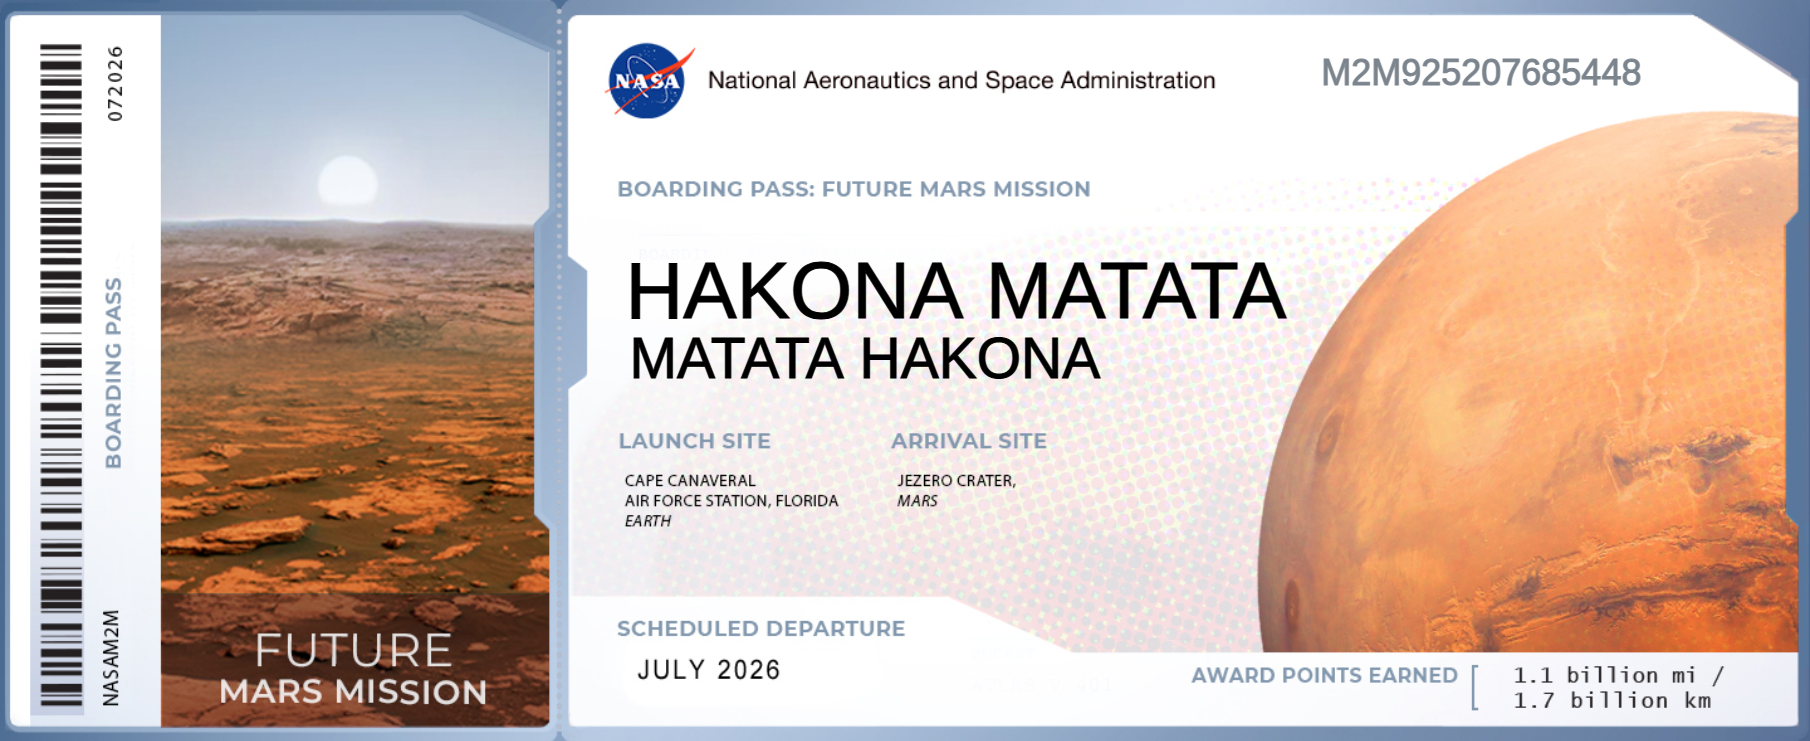 072026
BOARDING PASS
NASAM2M
FUTURE
MARS MISSION
NASA
National Aeronautics and Space Administration
M2M925207685448
BOARDING PASS: FUTURE MARS MISSION
HAKONA MATATA
MATATA HAKONA
LAUNCH SITE
CAPE CANAVERAL
AIR FORCE STATION, FLORIDA
EARTH
ARRIVAL SITE
JEZERO CRATER,
MARS
SCHEDULED DEPARTURE
JULY 2026
AWARD POINTS EARNED
1.1 billion mi /
1.7 billion km